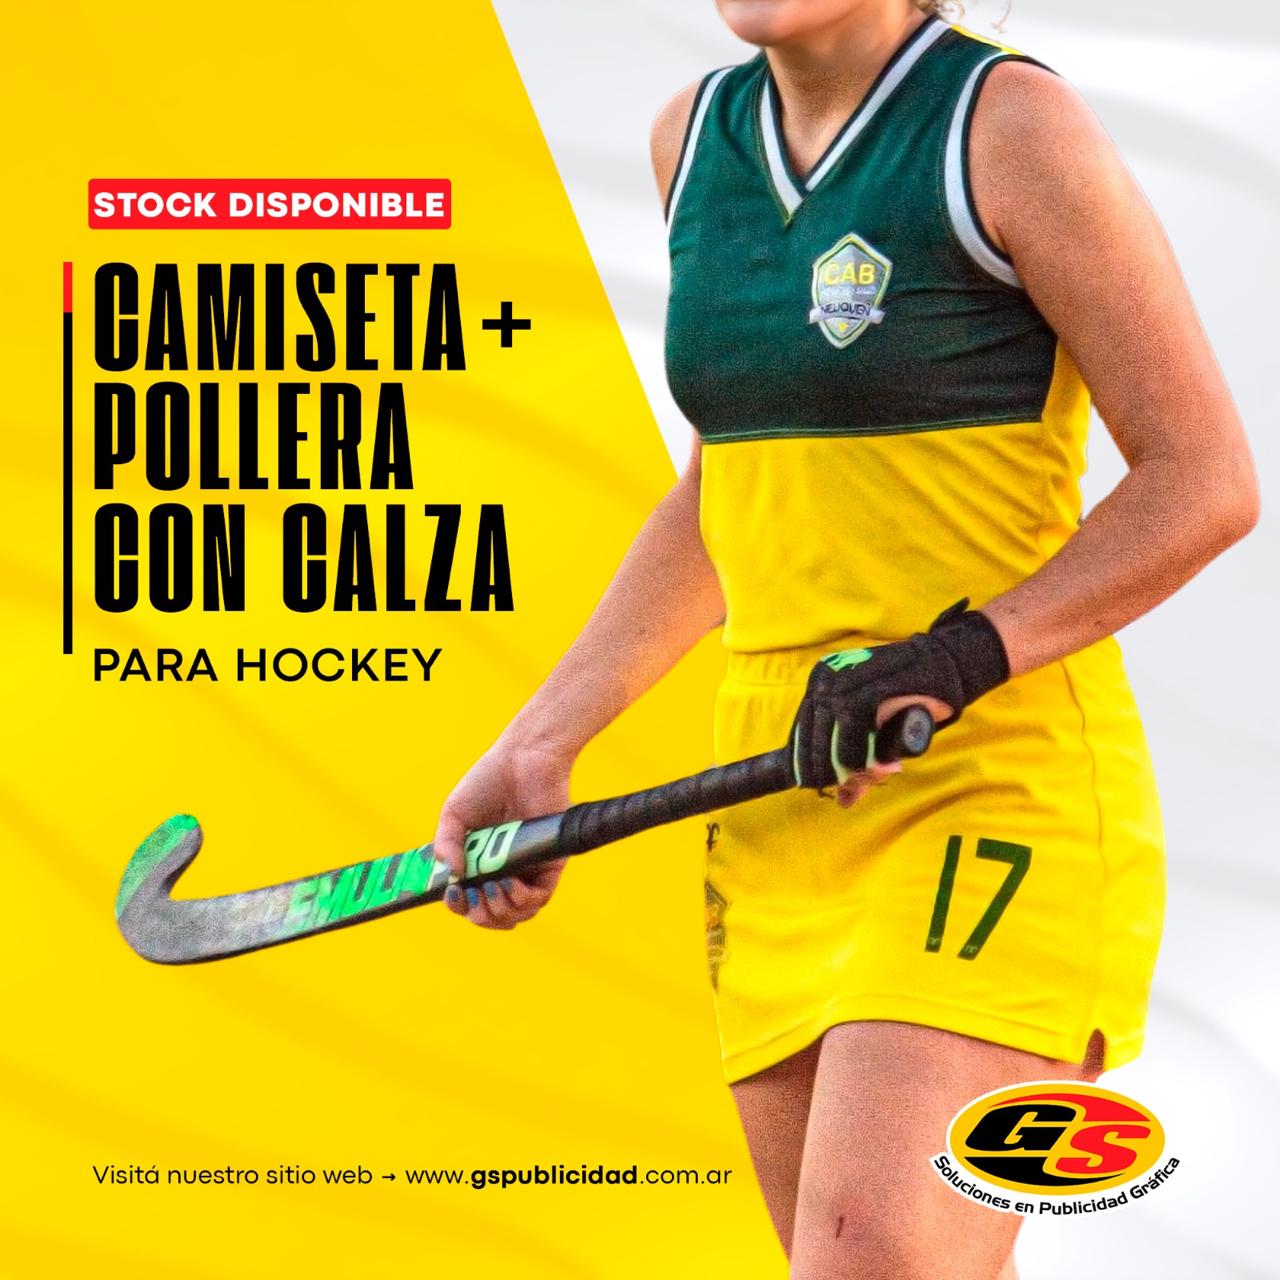 STOCK DISPONIBLE
CAMISETA +
POLLERA
CON CALZA
PARA HOCKEY
CAB
NEUQUEN
17
Visitá nuestro sitio web → www.gspublicidad.com.ar
GS
Soluciones en Publicidad Gráfica